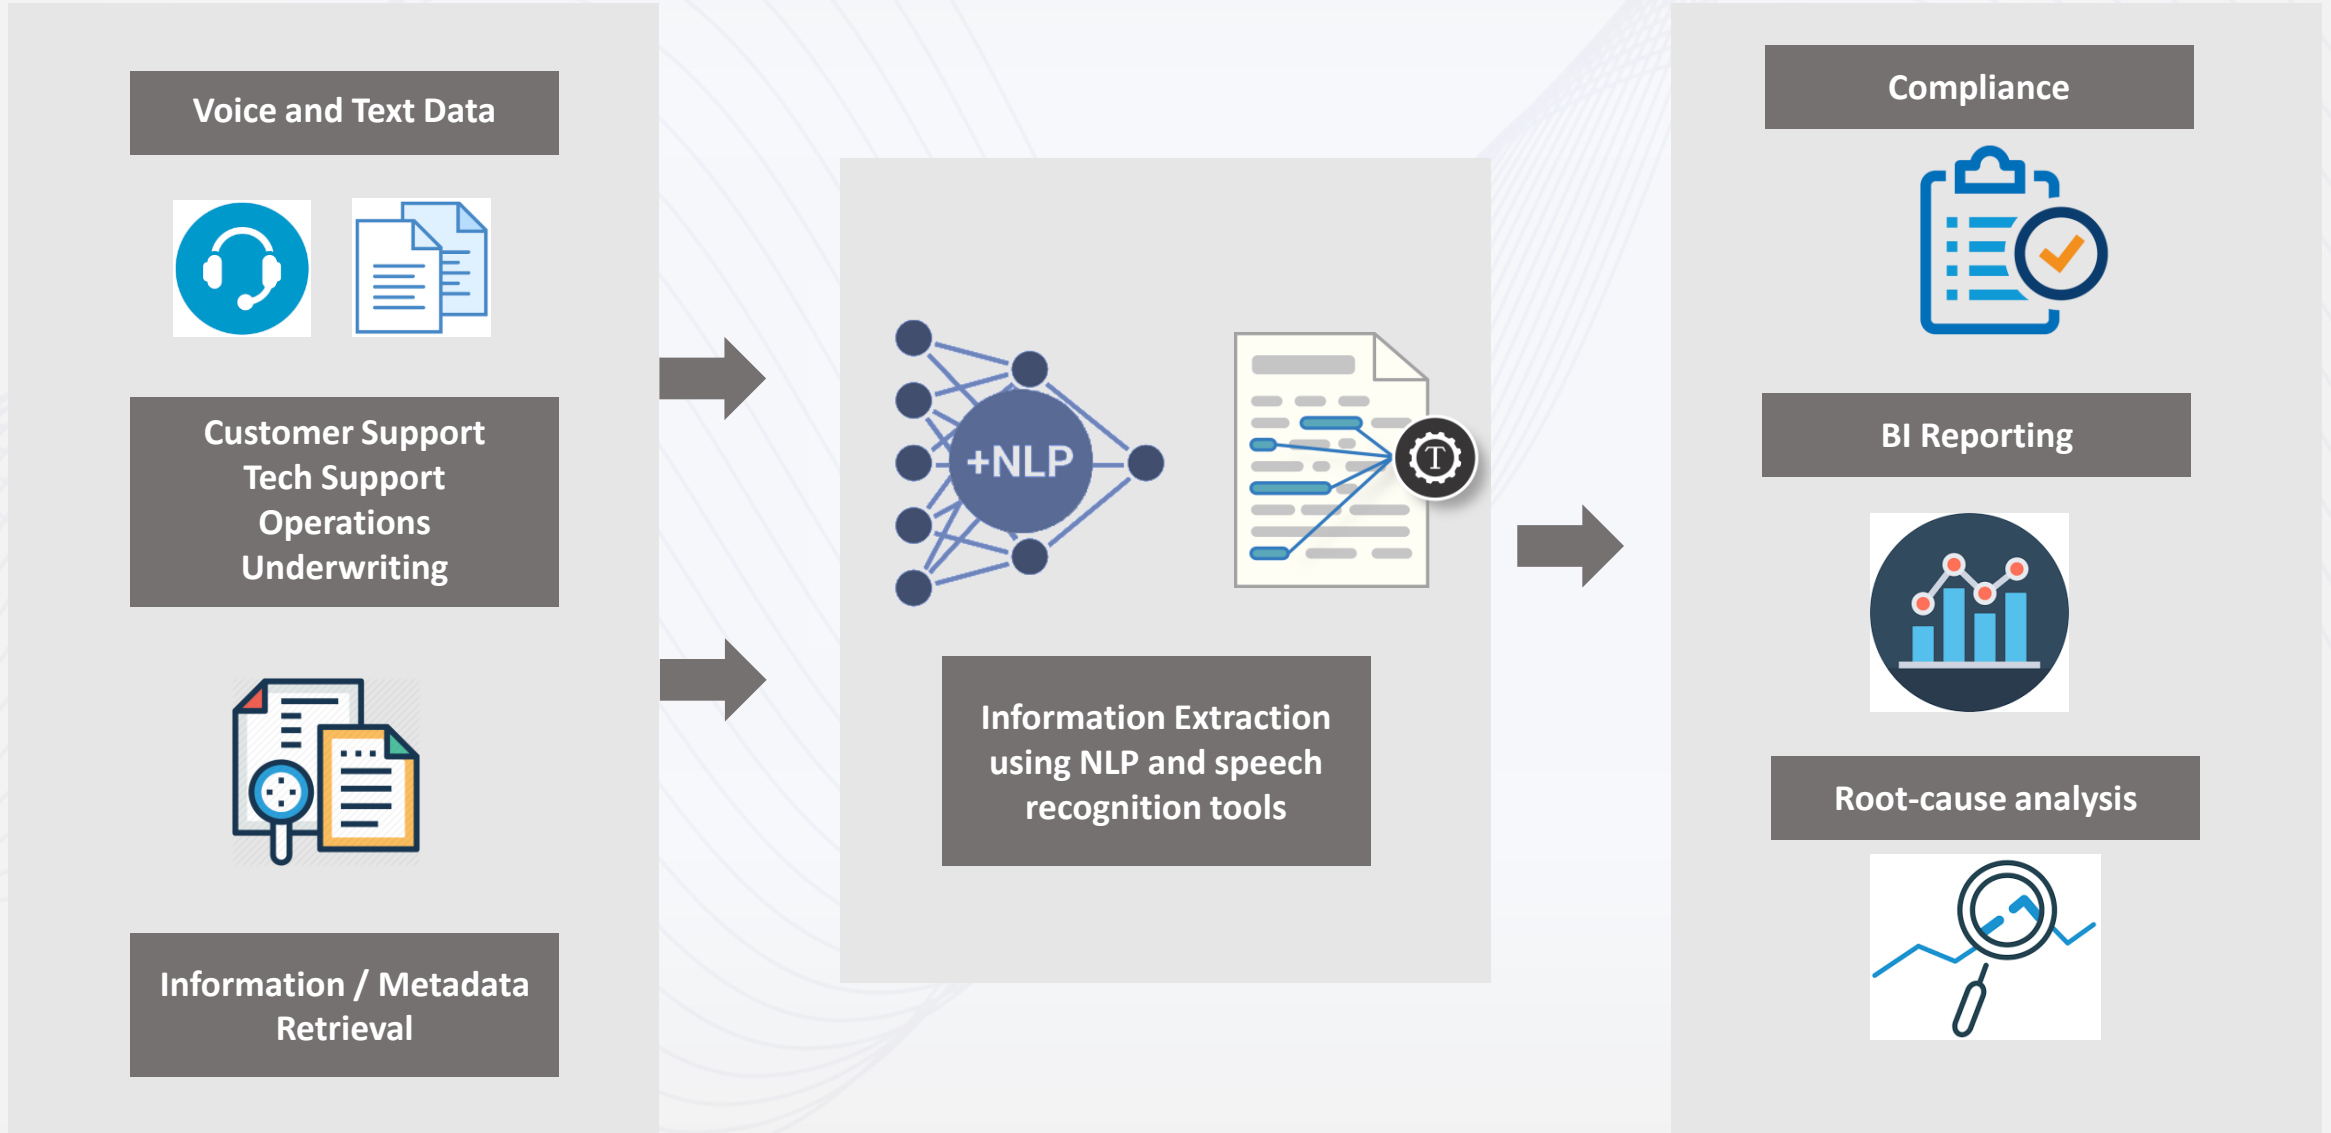 Voice and Text Data
Customer Support
Tech Support
Operations
Underwriting
Information / Metadata
Retrieval
+NLP
T
Information Extraction
using NLP and speech
recognition tools
Compliance
BI Reporting
Root-cause analysis